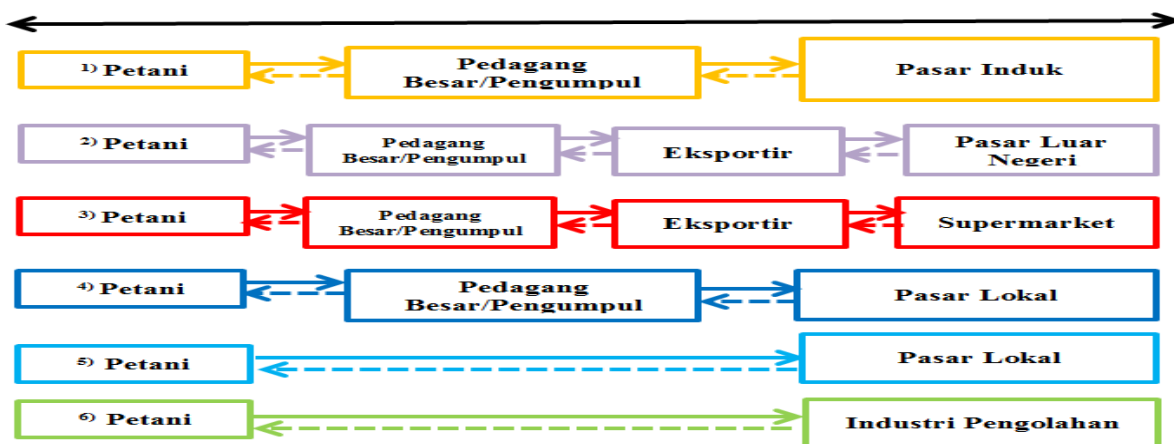 1) Petani
Pedagang
Besar/Pengumpul
Pasar Induk
2) Petani
Pedagang
Besar/Pengumpul
Eksportir
Pasar Luar
Negeri
3) Petani
Pedagang
Besar/Pengumpul
Eksportir
Supermarket
4) Petani
Pedagang
Besar/Pengumpul
Pasar Lokal
5) Petani
Pasar Lokal
6) Petani
Industri Pengolahan